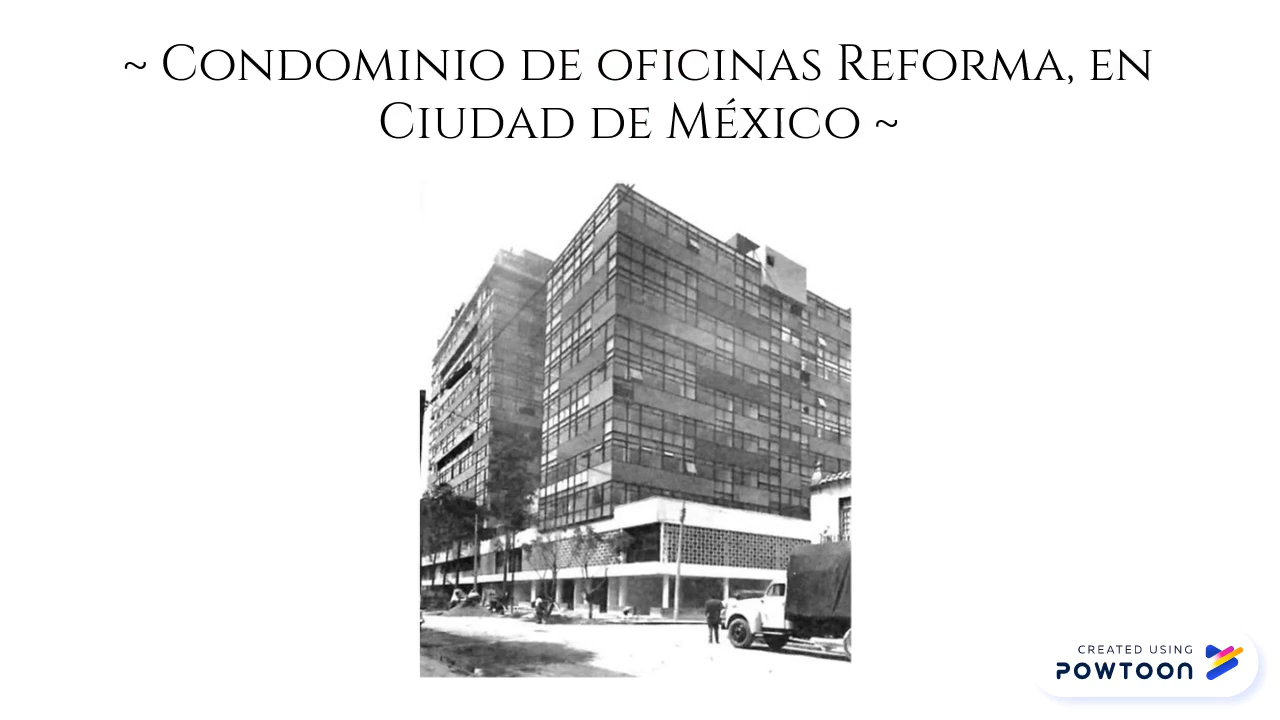 ~ Condominio de oficinas Reforma, en
Ciudad de México ~
CREATED USING
POWTOON